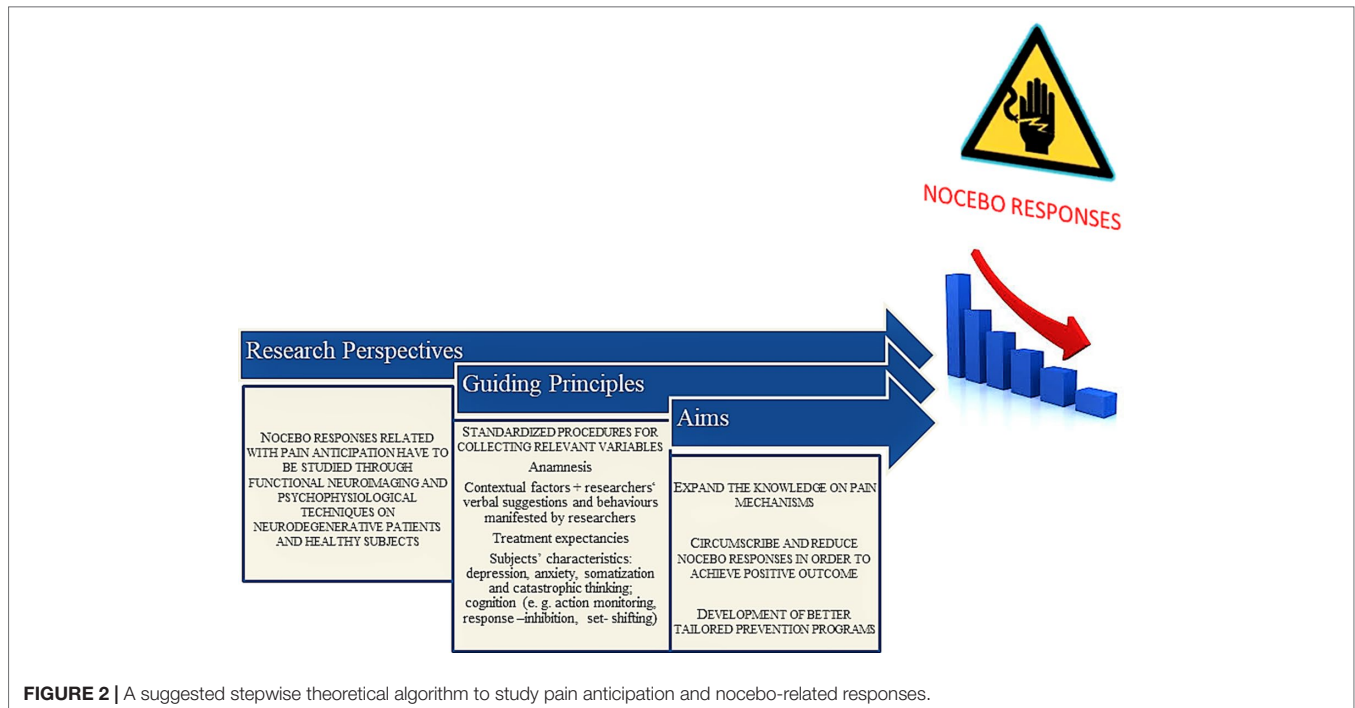 NOCEBO RESPONSES
Research Perspectives
NOCEBO RESPONSES RELATED
WITH PAIN ANTICIPATION HAVE TO
BE STUDIED THROUGH
FUNCTIONAL NEUROIMAGING AND
PSYCHOPHYSIOLOGICAL
TECHNIQUES ON
NEURODEGENERATIVE PATIENTS
AND HEALTHY SUBJECTS
Guiding Principles
STANDARDIZED PROCEDURES FOR
COLLECTING RELEVANT VARIABLES
Anamnesis
Contextual factors + researchers‘
verbal suggestions and behaviours
manifested by researchers
Treatment expectancies
Subjects’ characteristics:
depression, anxiety, somatization
and catastrophic thinking;
cognition (e. g. action monitoring,
response –inhibition, set- shifting)
Aims
EXPAND THE KNOWLEDGE ON PAIN
MECHANISMS
CIRCUMSCRIBE AND REDUCE
NOCEBO RESPONSES IN ORDER TO
ACHIEVE POSITIVE OUTCOME
DEVELOPMENT OF BETTER
TAILORED PREVENTION PROGRAMS
FIGURE 2 | A suggested stepwise theoretical algorithm to study pain anticipation and nocebo-related responses.